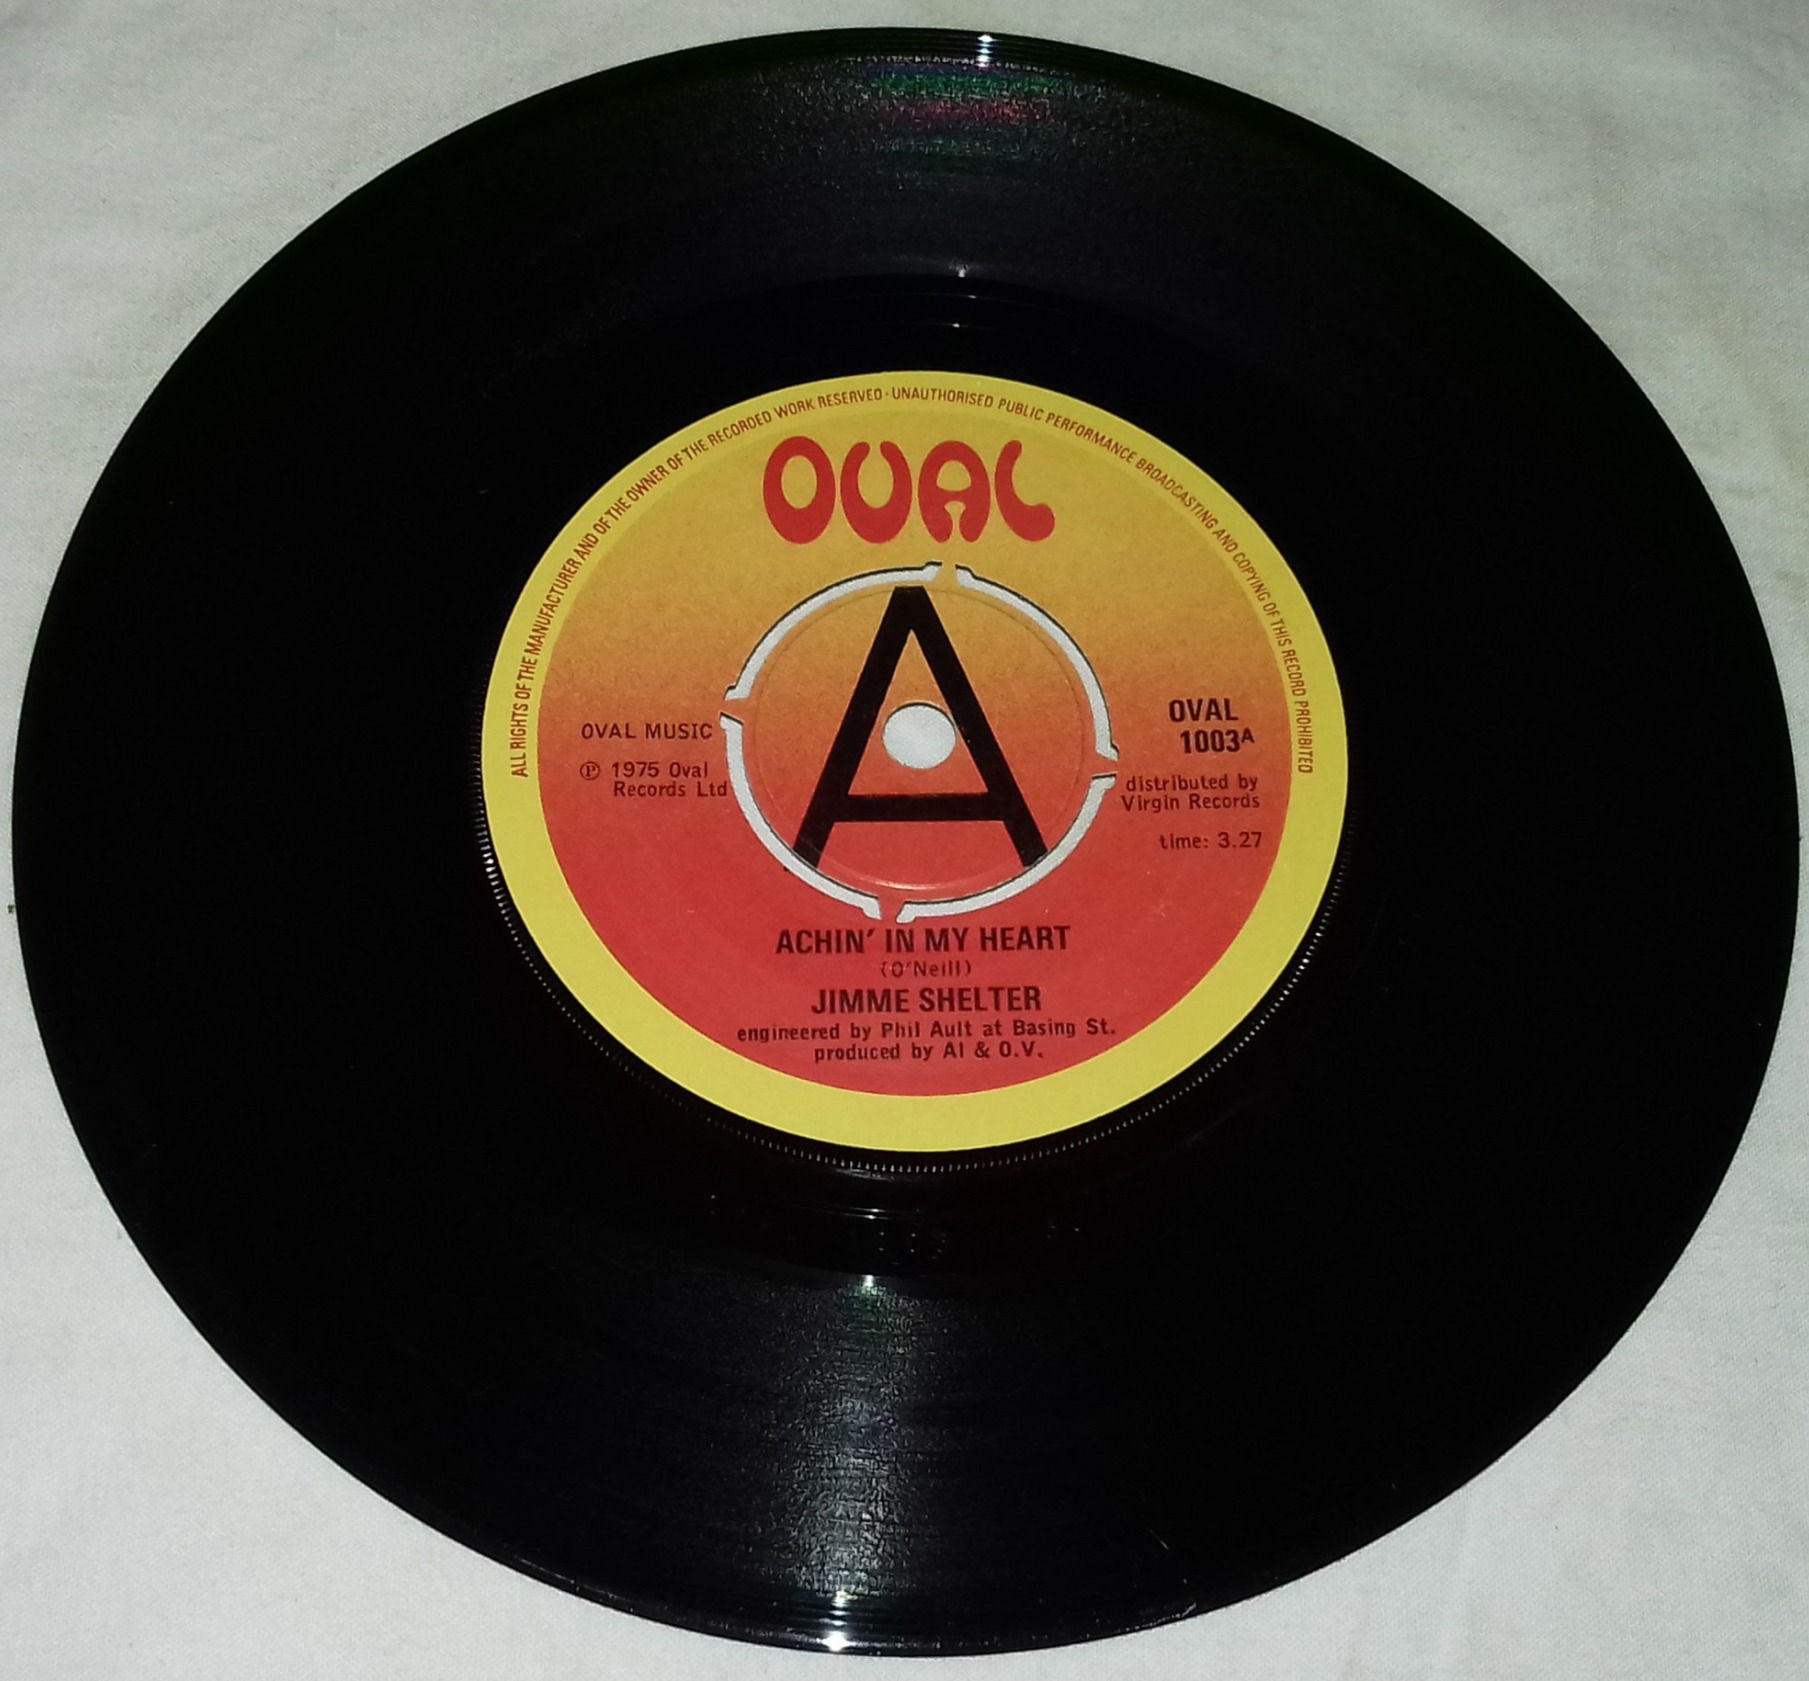 ALL RIGHTS OF THE MANUFACTURER AND OF THE OWNER OF THE RECORDED WORK RESERVED · UNAUTHORISED PUBLIC PERFORMANCE BROADCASTING AND COPYING OF THIS RECORD PROHIBITED
OVAL
A
OVAL MUSIC
℗ 1975 Oval
Records Ltd
OVAL
1003A
distributed by
Virgin Records
time: 3.27
ACHIN' IN MY HEART
(O'Neill)
JIMME SHELTER
engineered by Phil Ault at Basing St.
produced by Al & O.V.